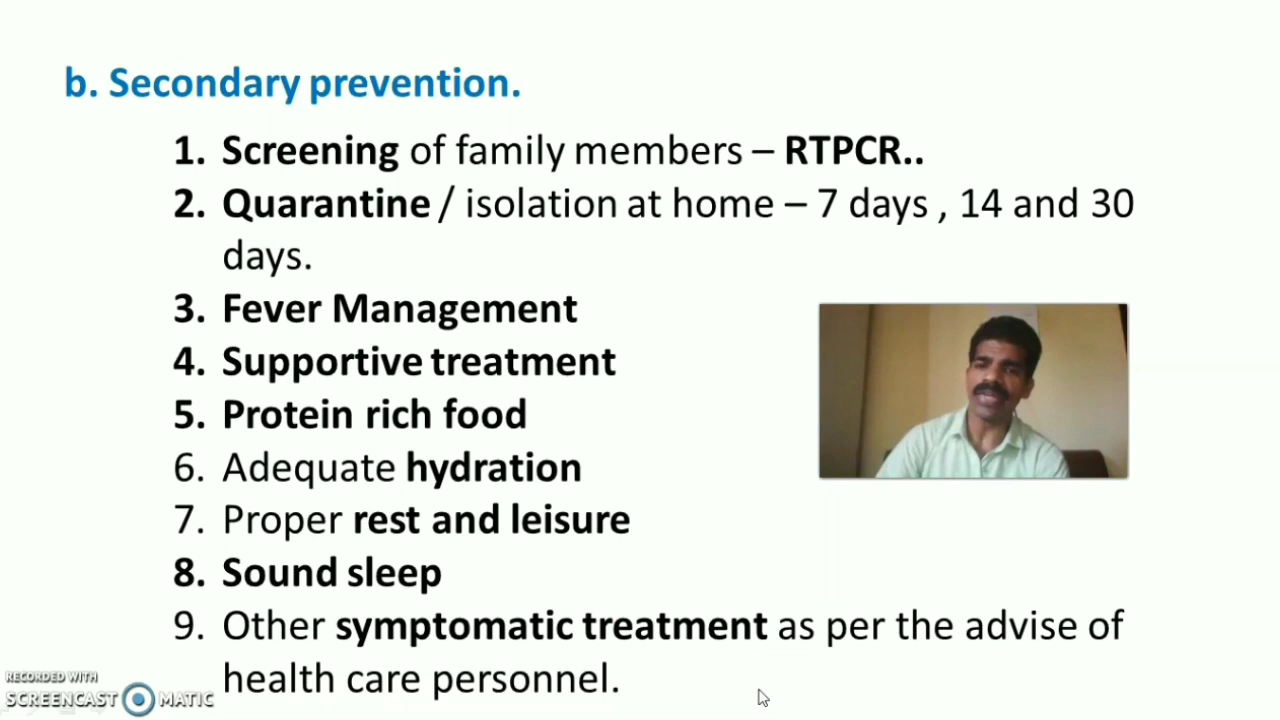 b. Secondary prevention.
1. Screening of family members – RTPCR..
2. Quarantine / isolation at home – 7 days , 14 and 30
days.
3. Fever Management
4. Supportive treatment
5. Protein rich food
6. Adequate hydration
7. Proper rest and leisure
8. Sound sleep
9. Other symptomatic treatment as per the advise of
health care personnel.
RECORDED WITH
SCREENCAST MATIC